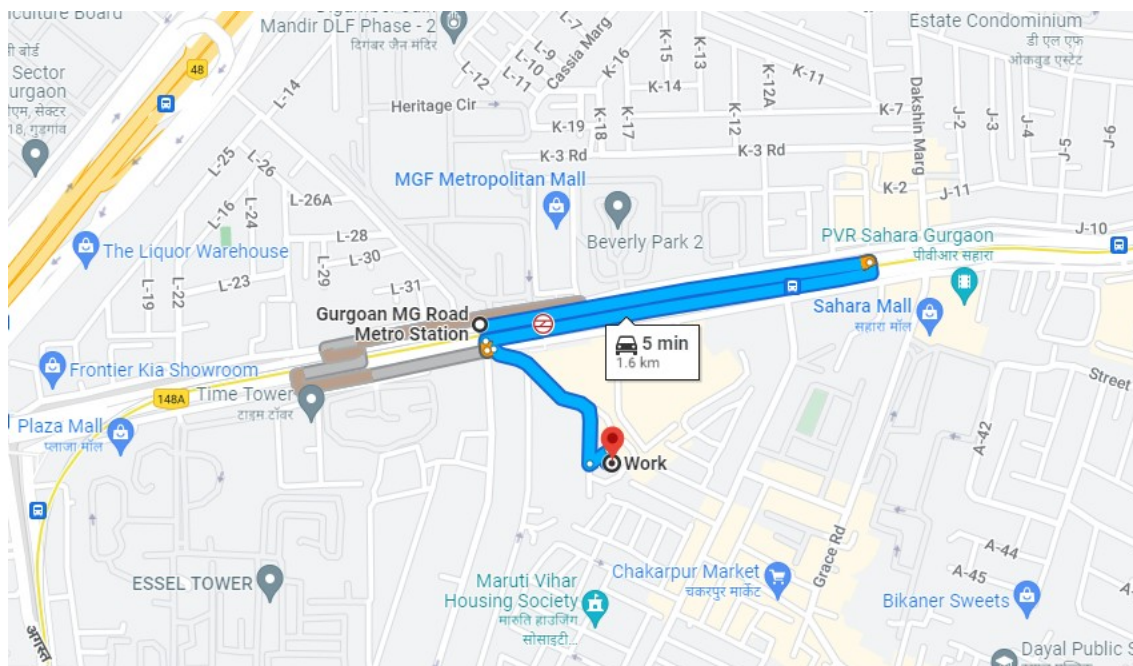 iculture Board
Mandir DLF Phase - 2
दिगंबर जैन मंदिर
48
L-7
L-9
L-10
L-11
L-12
Cassia Marg
K-16
K-15
K-13
K-14
K-12A
K-11
Estate Condominium
डी एल एफ
ओकवुड एस्टेट
Sector
urgaon
18, गुड़गांव
L-14
Heritage Cir
K-19
K-18
K-17
K-12
K-7
Dakshin Marg
J-2
J-3
J-4
J-5
J-6
K-3 Rd
K-3 Rd
K-2
J-11
L-25
L-26
L-16
L-24
L-26A
MGF Metropolitan Mall
Beverly Park 2
PVR Sahara Gurgaon
पीवीआर सहारा
J-10
The Liquor Warehouse
L-28
L-30
L-29
L-19
L-22
L-23
L-31
Gurgoan MG Road
Metro Station
Sahara Mall
सहारा मॉल
5 min
1.6 km
Frontier Kia Showroom
148A
Time Tower
टाइम टॉवर
Street
Plaza Mall
प्लाजा मॉल
A-42
Work
Grace Rd
A-44
A-45
ESSEL TOWER
Maruti Vihar
Housing Society
मारुति हाउजिंग
सोसाइटी...
Chakarpur Market
चकरपुर मार्केट
Bikaner Sweets
अगस्त
Dayal Public S